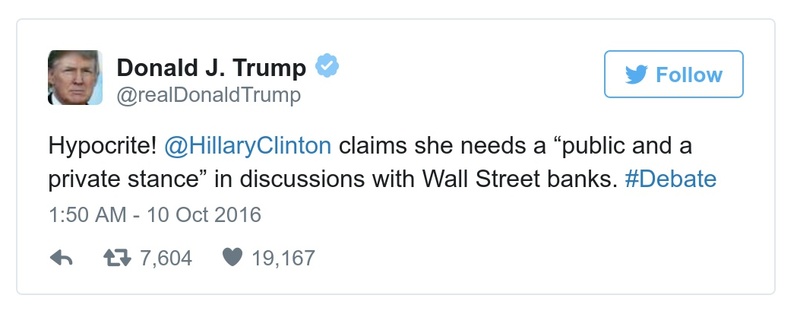 Donald J. Trump
@realDonaldTrump
Follow
Hypocrite! @HillaryClinton claims she needs a “public and a
private stance” in discussions with Wall Street banks. #Debate
1:50 AM - 10 Oct 2016
7,604 19,167